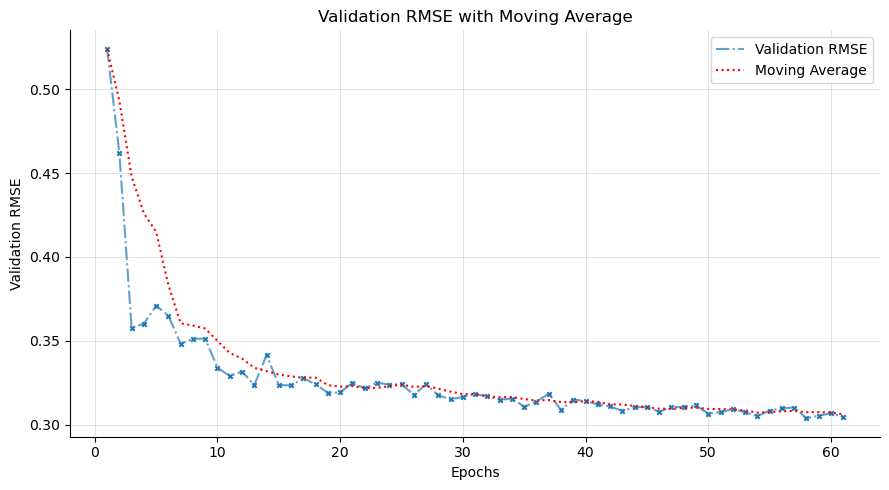 Validation RMSE with Moving Average
Validation RMSE
Moving Average
Validation RMSE
0.50
0.45
0.40
0.35
0.30
0 10 20 30 40 50 60
Epochs